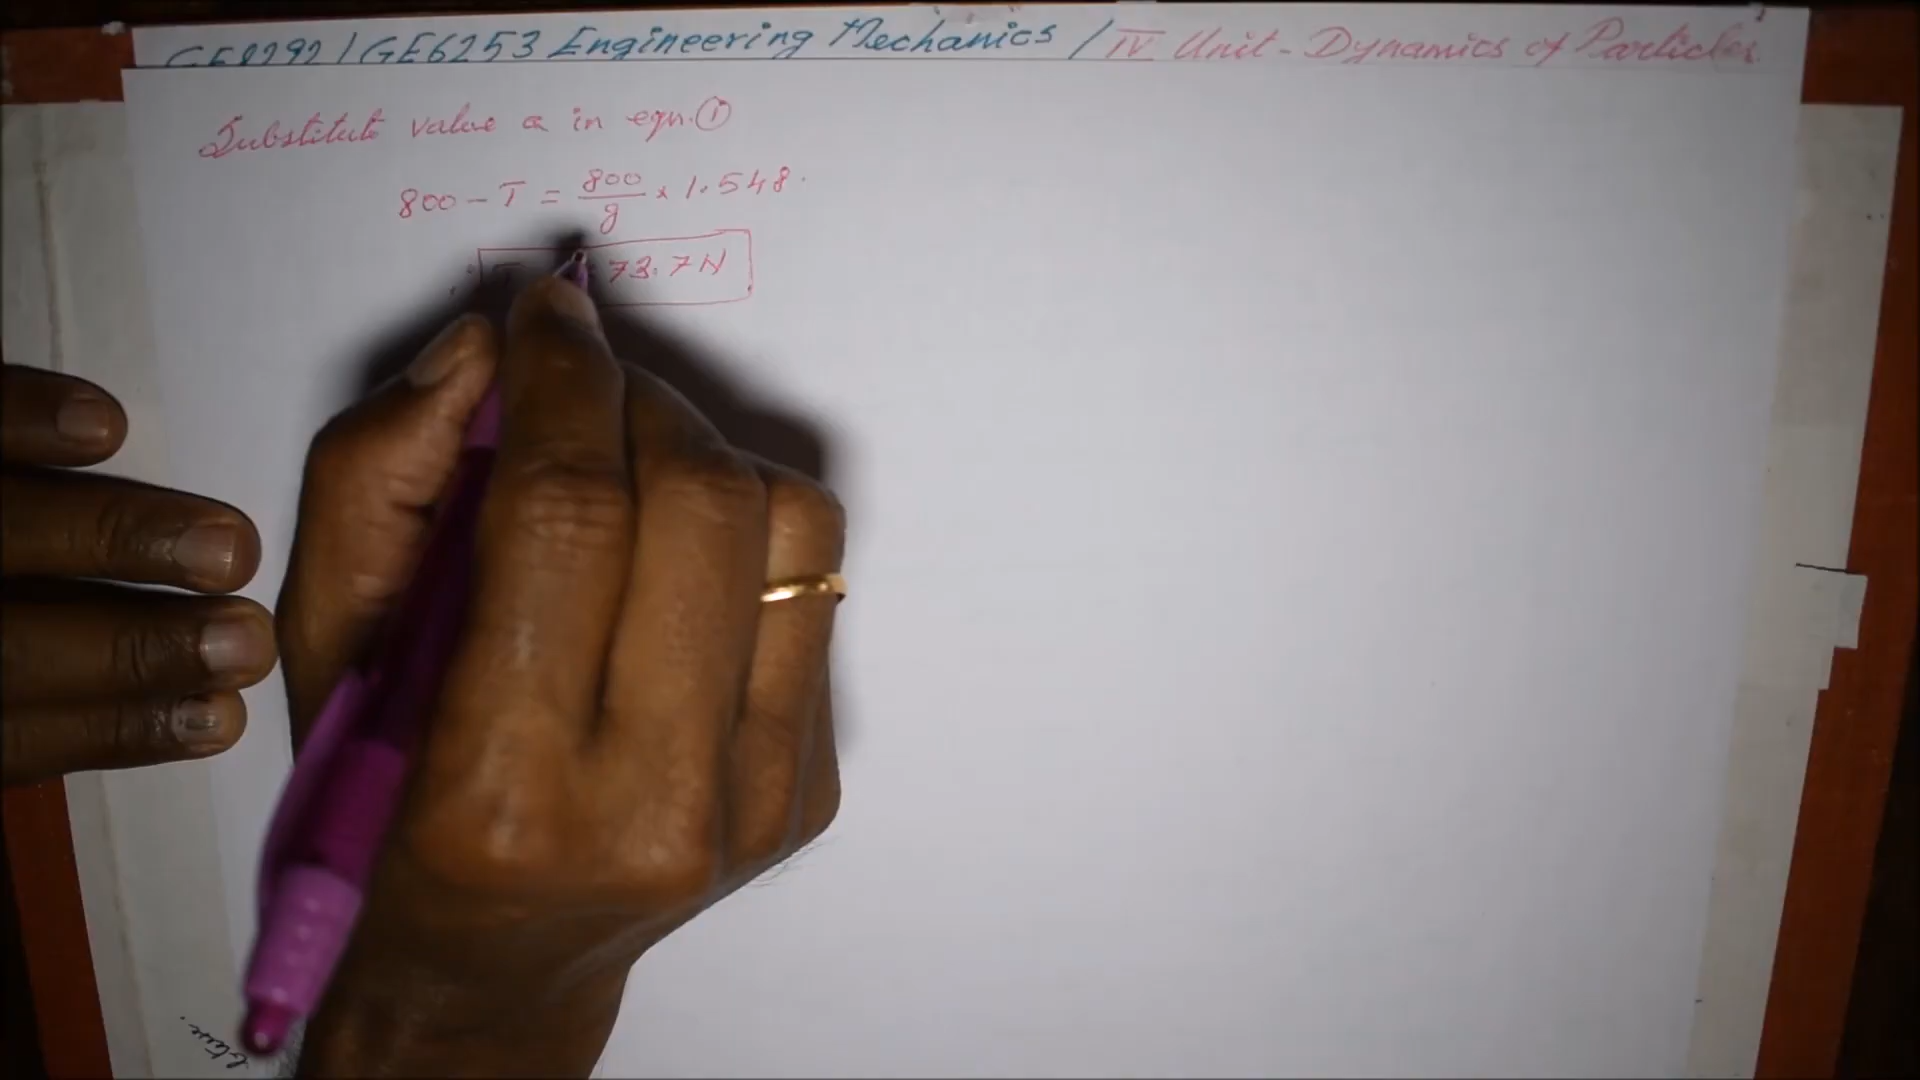 GE8292 / GE6253 Engineering Mechanics / IV Unit - Dynamics of Particles
Substitute value a in eqn. ①
800 - T = 800/g × 1.548.
T 73.7N